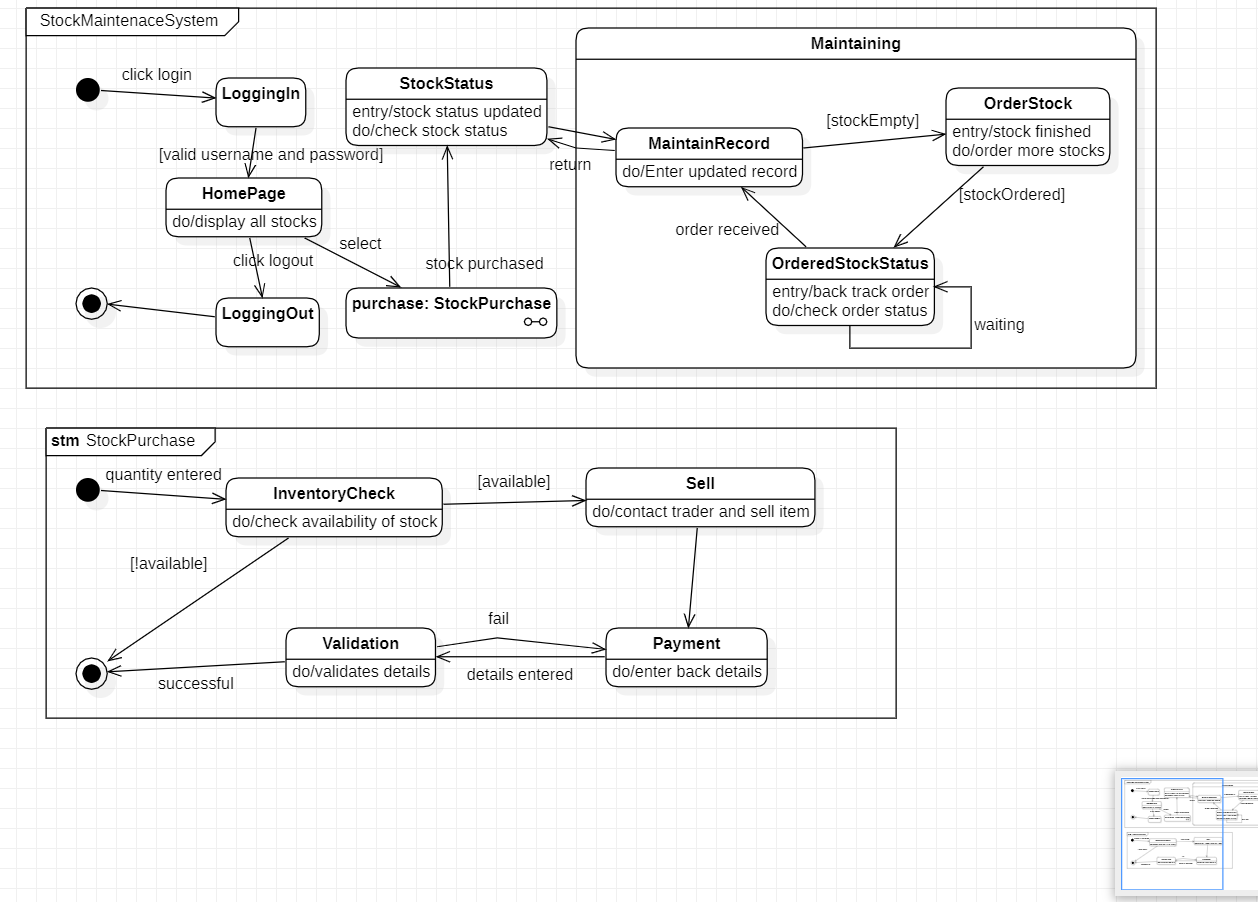 StockMaintenaceSystem
click login
LoggingIn
[valid username and password]
HomePage
do/display all stocks
click logout
select
LoggingOut
StockStatus
entry/stock status updated
do/check stock status
stock purchased
purchase: StockPurchase
return
Maintaining
MaintainRecord
do/Enter updated record
[stockEmpty]
OrderStock
entry/stock finished
do/order more stocks
[stockOrdered]
order received
OrderedStockStatus
entry/back track order
do/check order status
waiting
stm StockPurchase
quantity entered
InventoryCheck
do/check availability of stock
[available]
Sell
do/contact trader and sell item
[!available]
fail
Validation
do/validates details
Payment
do/enter back details
details entered
successful